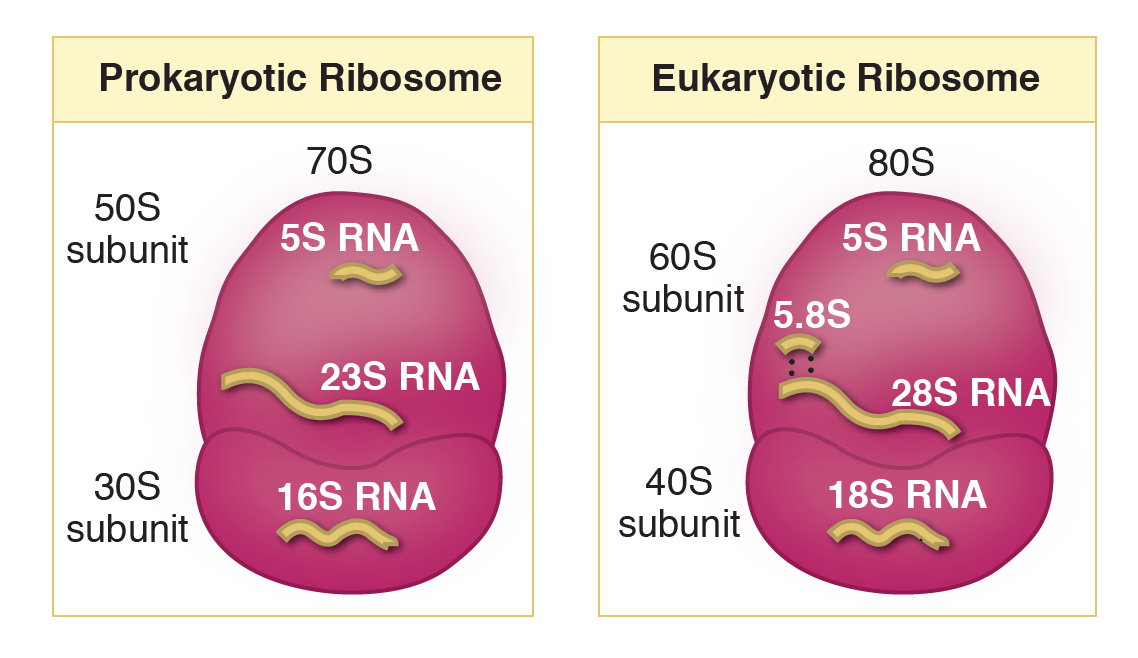 Prokaryotic Ribosome
70S
50S
subunit
5S RNA
23S RNA
30S
subunit
16S RNA
Eukaryotic Ribosome
80S
60S
subunit
5S RNA
5.8S
28S RNA
40S
subunit
18S RNA